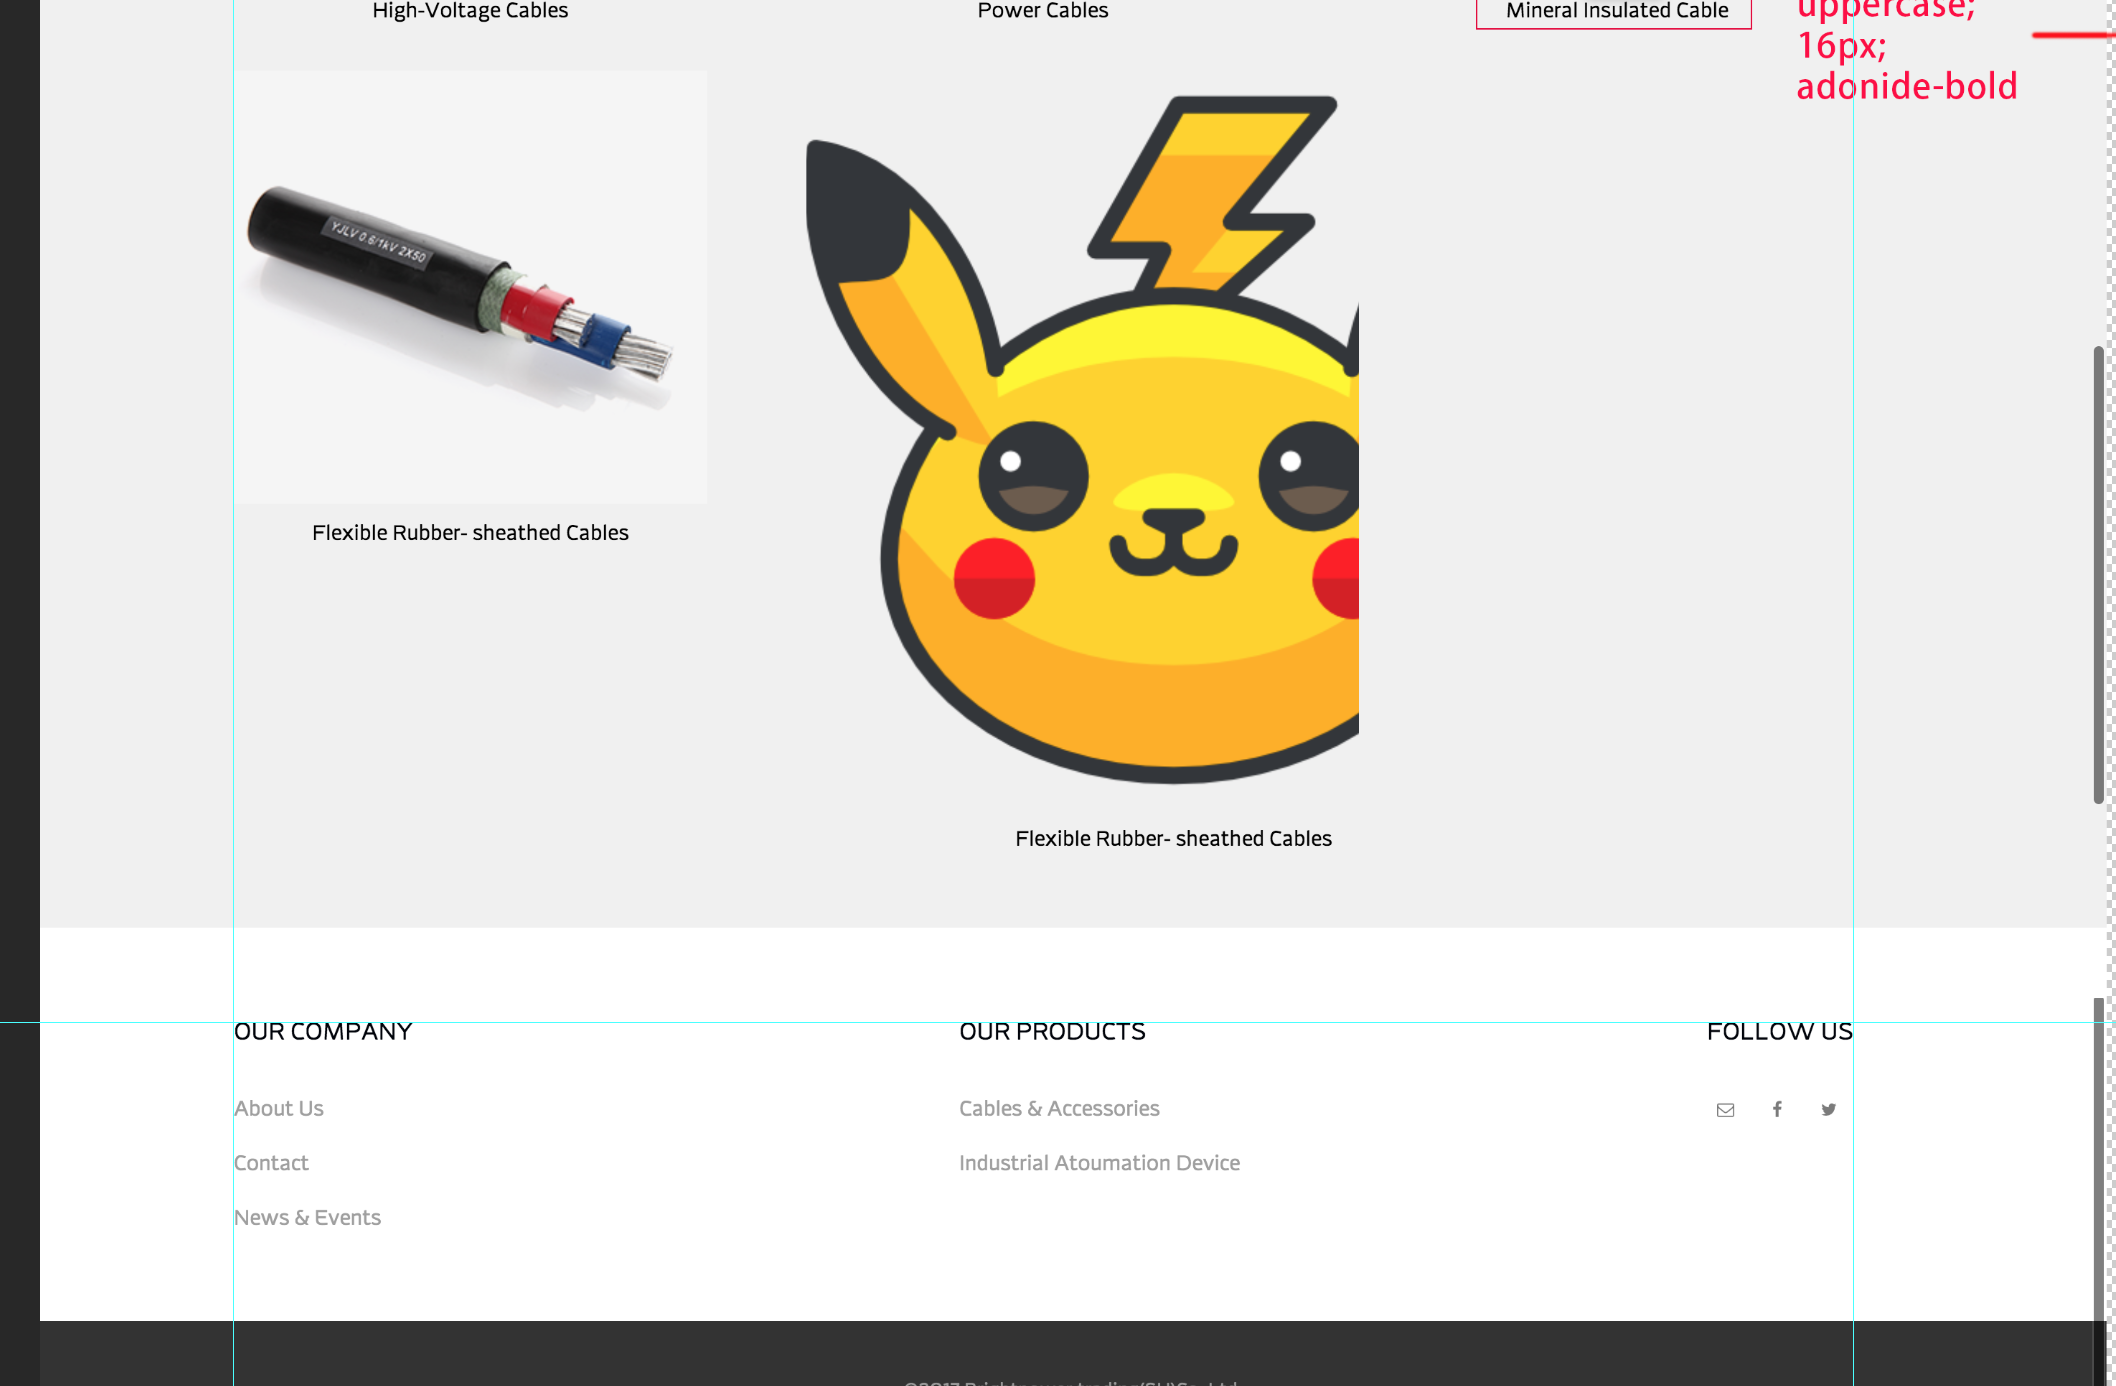 High-Voltage Cables
Power Cables
Mineral Insulated Cable
uppercase;
16px;
adonide-bold
YJLV 0.6/1kV 2X50
Flexible Rubber- sheathed Cables
Flexible Rubber- sheathed Cables
OUR COMPANY
OUR PRODUCTS
FOLLOW US
About Us
Cables & Accessories
Contact
Industrial Atoumation Device
News & Events